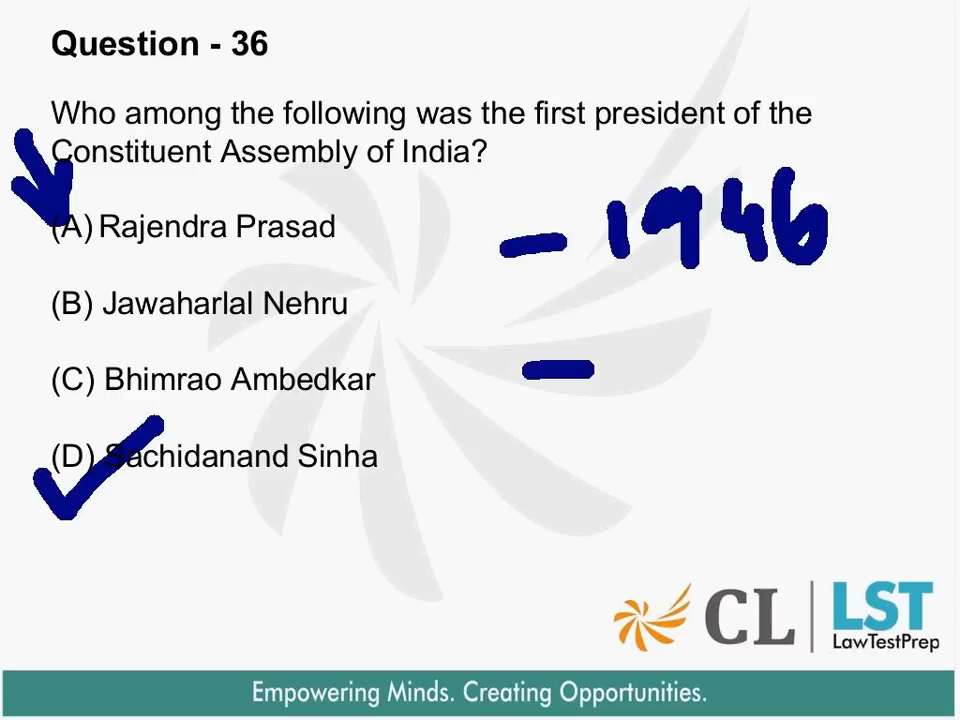 Question - 36
Who among the following was the first president of the
Constituent Assembly of India?
(A) Rajendra Prasad
- 1946
(B) Jawaharlal Nehru
(C) Bhimrao Ambedkar
-
(D) Sachidanand Sinha
CL
LST
LawTestPrep
Empowering Minds. Creating Opportunities.